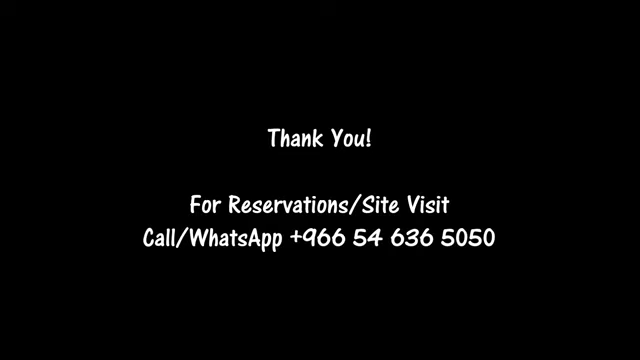 Thank You!
For Reservations/Site Visit
Call/WhatsApp +966 54 636 5050